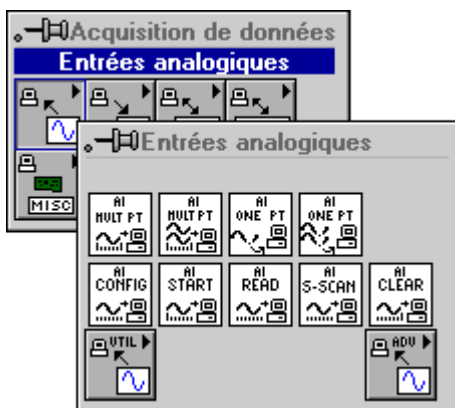 Acquisition de données
Entrées analogiques
MISC
Entrées analogiques
AI MULT PT
AI MULT PT
AI ONE PT
AI ONE PT
AI CONFIG
AI START
AI READ
AI S-SCAN
AI CLEAR
UTIL
ADV